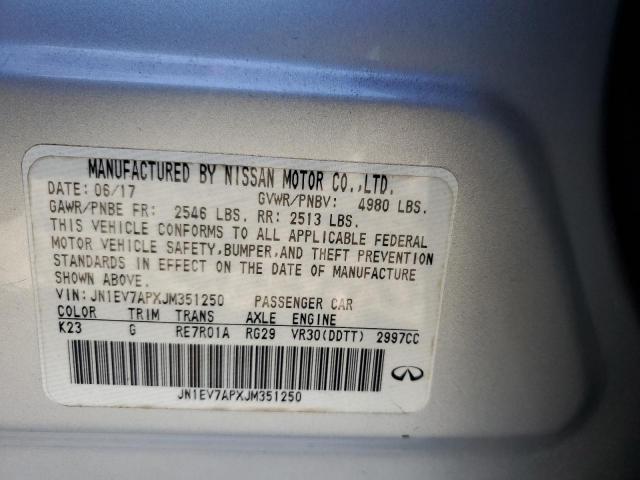 MANUFACTURED BY NISSAN MOTOR CO.,LTD.
DATE: 06/17 GVWR/PNBV: 4980 LBS.
GAWR/PNBE FR: 2546 LBS. RR: 2513 LBS.
THIS VEHICLE CONFORMS TO ALL APPLICABLE FEDERAL
MOTOR VEHICLE SAFETY,BUMPER,AND THEFT PREVENTION
STANDARDS IN EFFECT ON THE DATE OF MANUFACTURE
SHOWN ABOVE.
VIN: JN1EV7APXJM351250 PASSENGER CAR
COLOR TRIM TRANS AXLE ENGINE
K23 G RE7R01A RG29 VR30(DDTT) 2997CC
JN1EV7APXJM351250